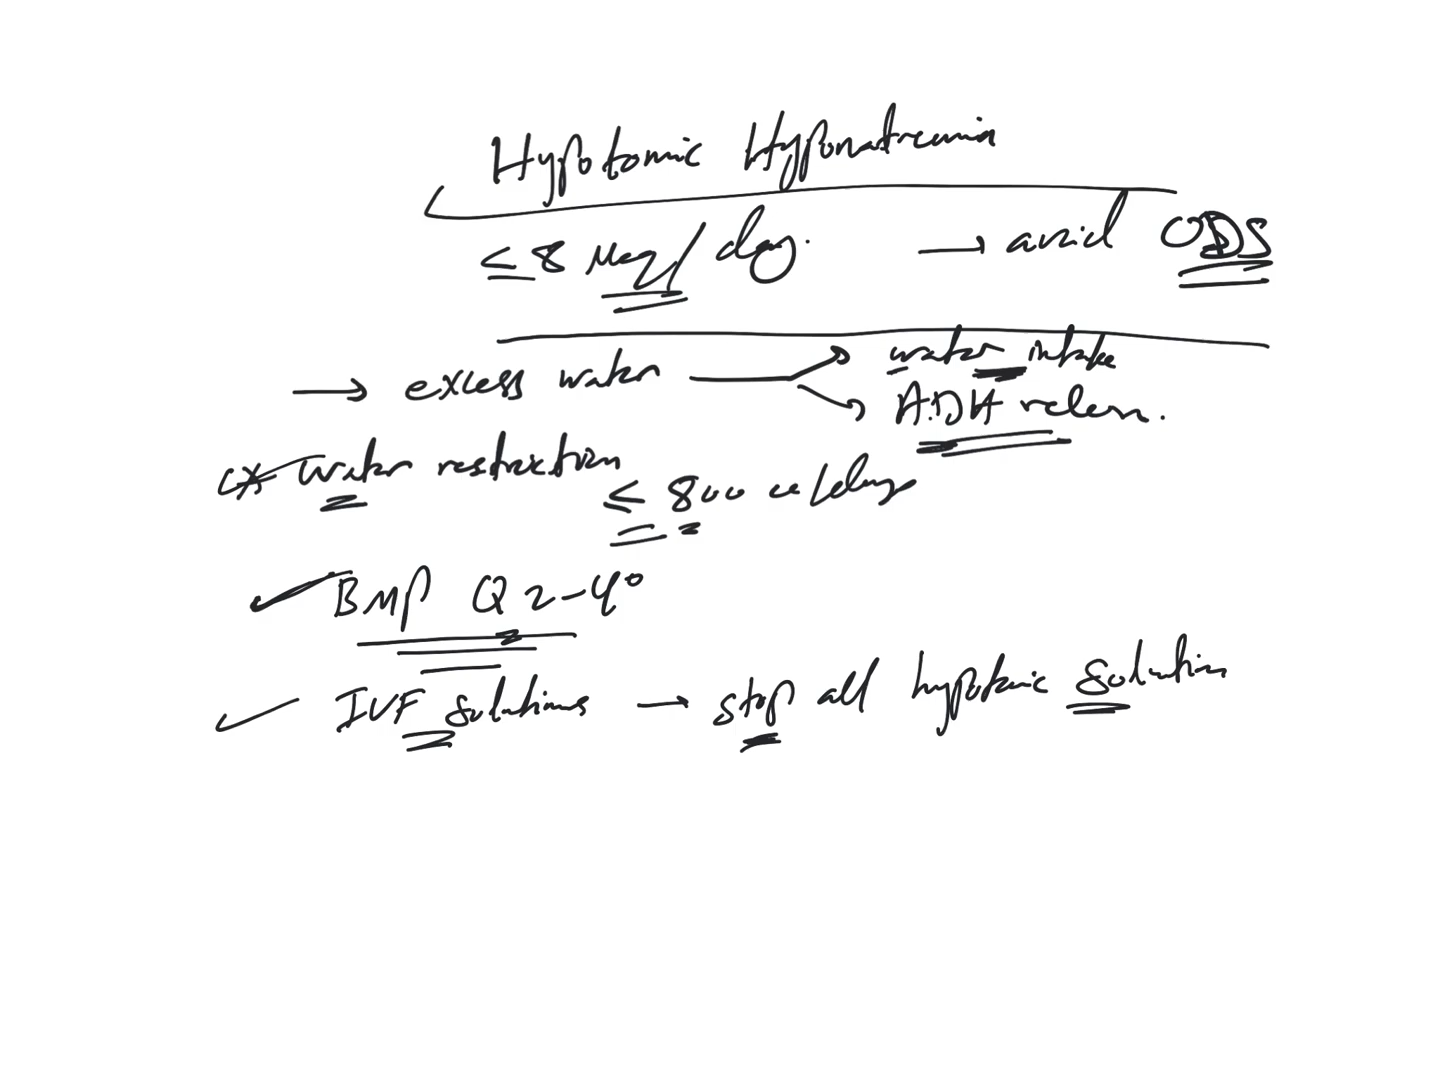 Hypotonic Hyponatremia
≤ 8 Meq/day. → avoid ODS
→ excess water → water intake
→ ADH release.
water restriction
≤ 800 cc/day
✓ BMP Q 2-4°
✓ IVF solutions → stop all hypotonic solution